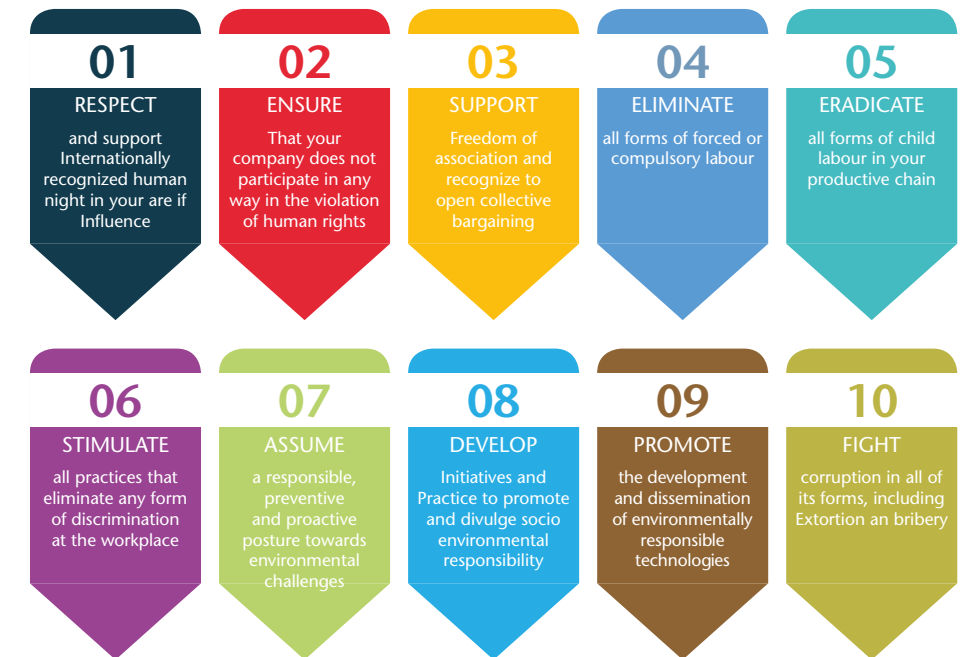 01
RESPECT
and support
Internationally
recognized human
night in your are if
Influence
02
ENSURE
That your
company does not
participate in any
way in the violation
of human rights
03
SUPPORT
Freedom of
association and
recognize to
open collective
bargaining
04
ELIMINATE
all forms of forced or
compulsory labour
05
ERADICATE
all forms of child
labour in your
productive chain
06
STIMULATE
all practices that
eliminate any form
of discrimination
at the workplace
07
ASSUME
a responsible,
preventive
and proactive
posture towards
environmental
challenges
08
DEVELOP
Initiatives and
Practice to promote
and divulge socio
environmental
responsibility
09
PROMOTE
the development
and dissemination
of environmentally
responsible
technologies
10
FIGHT
corruption in all of
its forms, including
Extortion an bribery